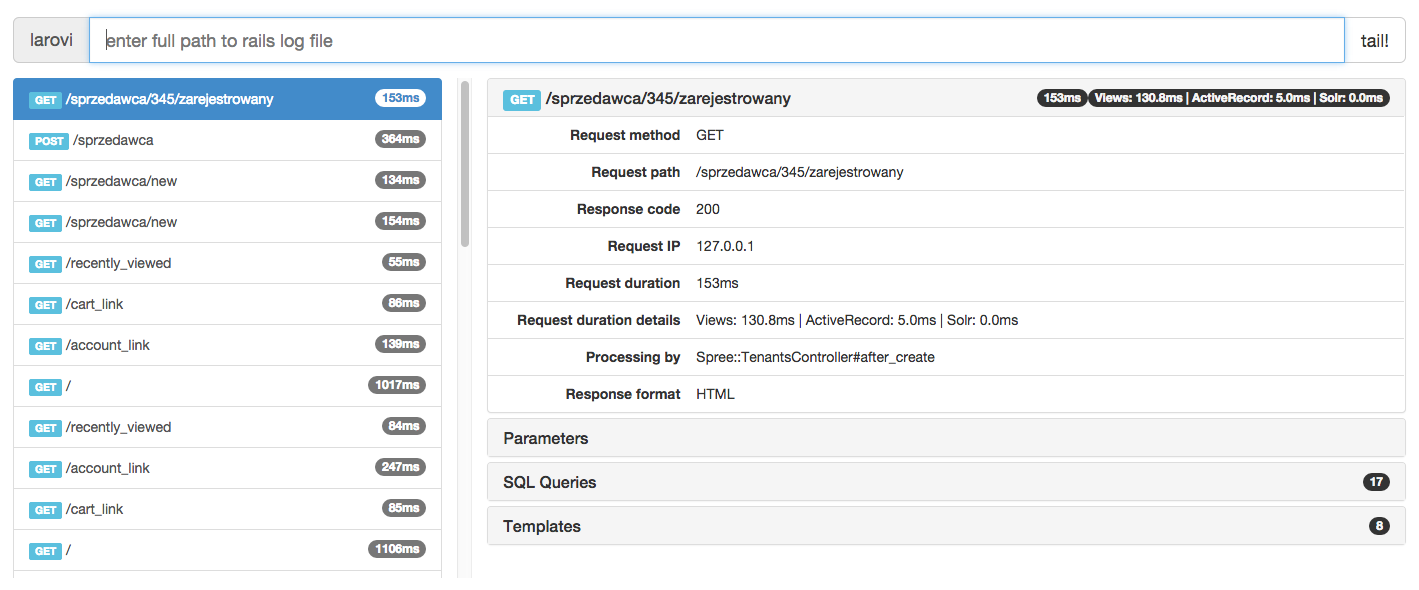 larovi enter full path to rails log file tail!
GET /sprzedawca/345/zarejestrowany 153ms
POST /sprzedawca 364ms
GET /sprzedawca/new 134ms
GET /sprzedawca/new 154ms
GET /recently_viewed 55ms
GET /cart_link 86ms
GET /account_link 139ms
GET / 1017ms
GET /recently_viewed 84ms
GET /account_link 247ms
GET /cart_link 85ms
GET / 1106ms
GET /sprzedawca/345/zarejestrowany 153ms Views: 130.8ms | ActiveRecord: 5.0ms | Solr: 0.0ms
Request method GET
Request path /sprzedawca/345/zarejestrowany
Response code 200
Request IP 127.0.0.1
Request duration 153ms
Request duration details Views: 130.8ms | ActiveRecord: 5.0ms | Solr: 0.0ms
Processing by Spree::TenantsController#after_create
Response format HTML
Parameters
SQL Queries 17
Templates 8